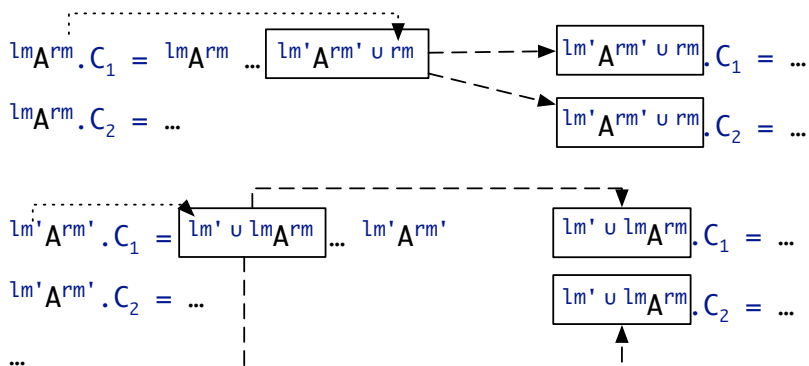 lmArm.C1 = lmArm … lm'Arm' ∪ rm lm'Arm' ∪ rm.C1 = …
lmArm.C2 = … lm'Arm' ∪ rm.C2 = …
lm'Arm'.C1 = lm' ∪ lmArm … lm'Arm' lm' ∪ lmArm.C1 = …
lm'Arm'.C2 = … lm' ∪ lmArm.C2 = …
…